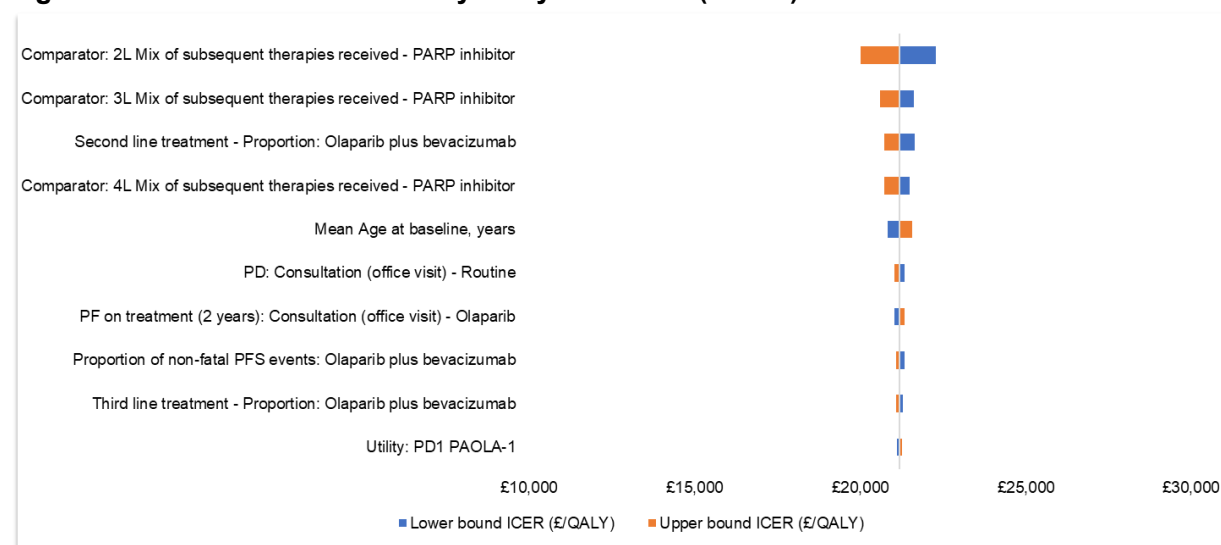 Comparator: 2L Mix of subsequent therapies received - PARP inhibitor
Comparator: 3L Mix of subsequent therapies received - PARP inhibitor
Second line treatment - Proportion: Olaparib plus bevacizumab
Comparator: 4L Mix of subsequent therapies received - PARP inhibitor
Mean Age at baseline, years
PD: Consultation (office visit) - Routine
PF on treatment (2 years): Consultation (office visit) - Olaparib
Proportion of non-fatal PFS events: Olaparib plus bevacizumab
Third line treatment - Proportion: Olaparib plus bevacizumab
Utility: PD1 PAOLA-1
£10,000 £15,000 £20,000 £25,000 £30,000
Lower bound ICER (£/QALY) Upper bound ICER (£/QALY)